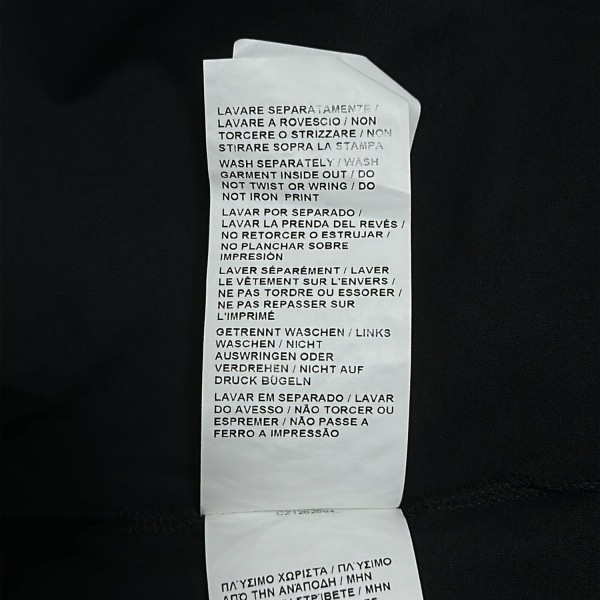 LAVARE SEPARATAMENTE /
LAVARE A ROVESCIO / NON
TORCERE O STRIZZARE / NON
STIRARE SOPRA LA STAMPA
WASH SEPARATELY / WASH
GARMENT INSIDE OUT / DO
NOT TWIST OR WRING / DO
NOT IRON PRINT
LAVAR POR SEPARADO /
LAVAR LA PRENDA DEL REVÉS /
NO RETORCER O ESTRUJAR /
NO PLANCHAR SOBRE
IMPRESIÓN
LAVER SÉPARÉMENT / LAVER
LE VÊTEMENT SUR L'ENVERS /
NE PAS TORDRE OU ESSORER /
NE PAS REPASSER SUR
L'IMPRIMÉ
GETRENNT WASCHEN / LINKS
WASCHEN / NICHT
AUSWRINGEN ODER
VERDREHEN / NICHT AUF
DRUCK BÜGELN
LAVAR EM SEPARADO / LAVAR
DO AVESSO / NÃO TORCER OU
ESPREMER / NÃO PASSE A
FERRO A IMPRESSÃO
ΠΛΎΣΙΜΟ ΧΩΡΙΣΤΑ / ΠΛΎΣΙΜΟ
ΑΠΌ ΤΗΝ ΑΝΆΠΟΔΗ / ΜΗΝ